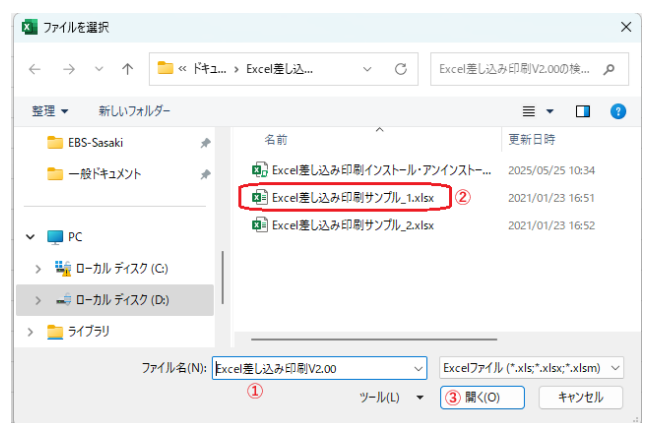 ファイルを選択
« ドキュ... › Excel差し込...
Excel差し込み印刷V2.00の検...
整理 新しいフォルダー
名前 更新日時
EBS-Sasaki
一般ドキュメント
PC
ローカル ディスク (C:)
ローカル ディスク (D:)
ライブラリ
Excel差し込み印刷インストール・アンインストー... 2025/05/25 10:34
Excel差し込み印刷サンプル_1.xlsx ② 2021/01/23 16:51
Excel差し込み印刷サンプル_2.xlsx 2021/01/23 16:52
ファイル名(N): Excel差し込み印刷V2.00 Excelファイル (*.xls;*.xlsx;*.xlsm)
①
ツール(L) ③ 開く(O) キャンセル